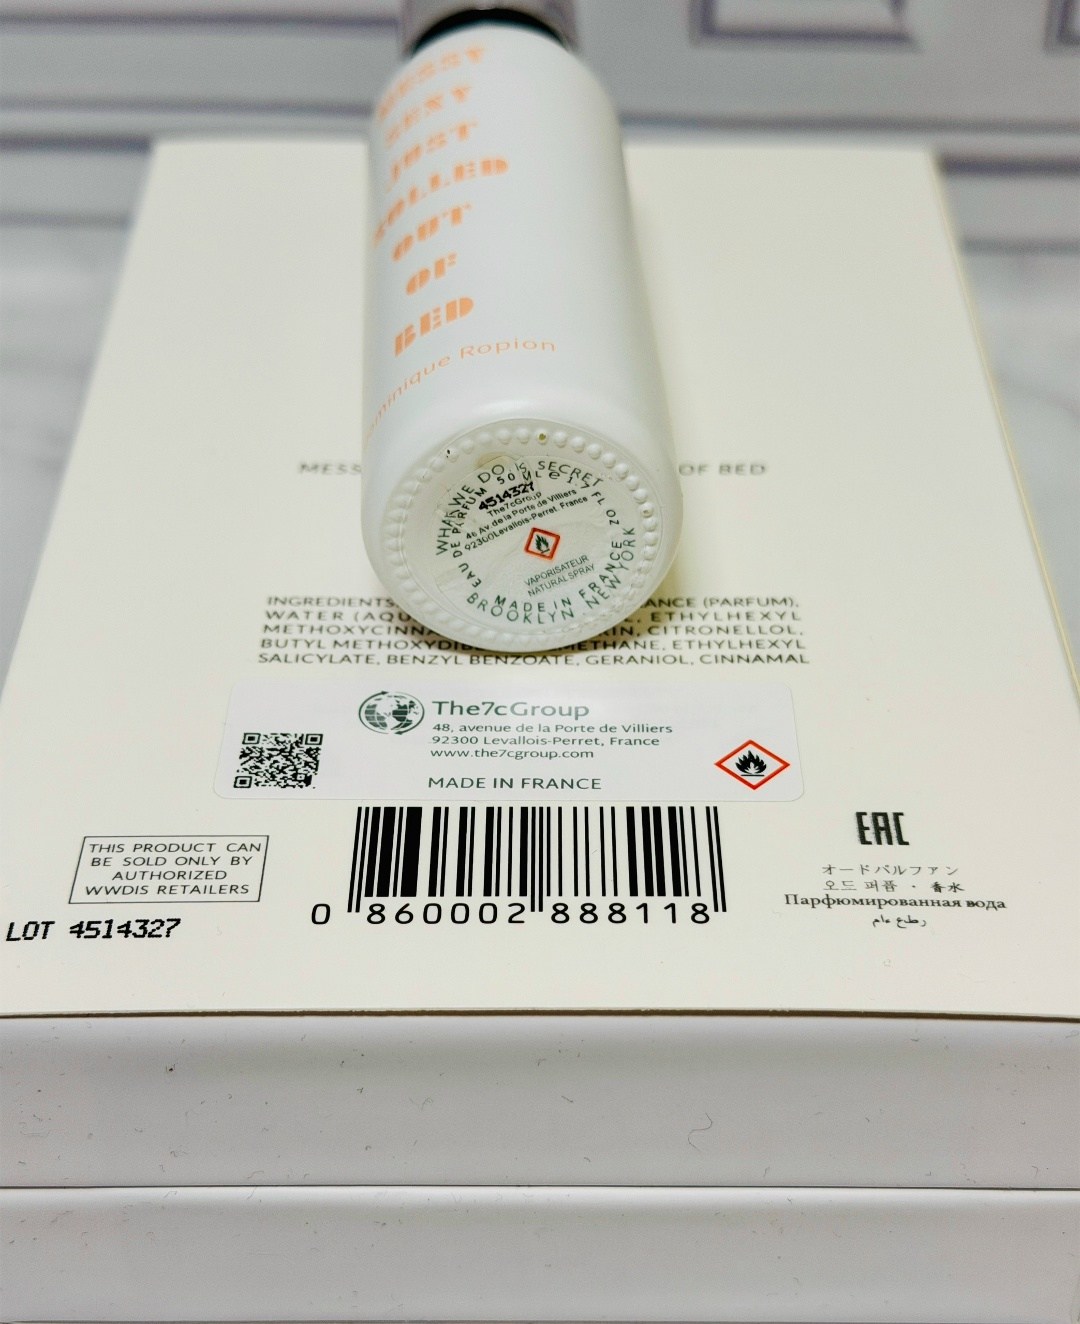 MESSY
SEXY
JUST
ROLLED
OUT
OF
BED
Dominique Ropion
WHAT WE DO IS SECRET
EAU DE PARFUM 50 ML e 1.7 FL OZ
4514327
The7cGroup
48 Av. de la Porte de Villiers
92300 Levallois-Perret, France
VAPORISATEUR
NATURAL SPRAY
MADE IN FRANCE
BROOKLYN NEW YORK
MESS OF BED
INGREDIENTS ANCE (PARFUM),
WATER (AQU , ETHYLHEXYL
METHOXYCINNA RIN, CITRONELLOL,
BUTYL METHOXYDIBE METHANE, ETHYLHEXYL
SALICYLATE, BENZYL BENZOATE, GERANIOL, CINNAMAL
The7cGroup
48, avenue de la Porte de Villiers
92300 Levallois-Perret, France
www.the7cgroup.com
MADE IN FRANCE
THIS PRODUCT CAN
BE SOLD ONLY BY
AUTHORIZED
WWDIS RETAILERS
LOT 4514327
0 860002 888118
EAC
オードパルファン
오드 퍼퓸 · 香水
Парфюмированная вода